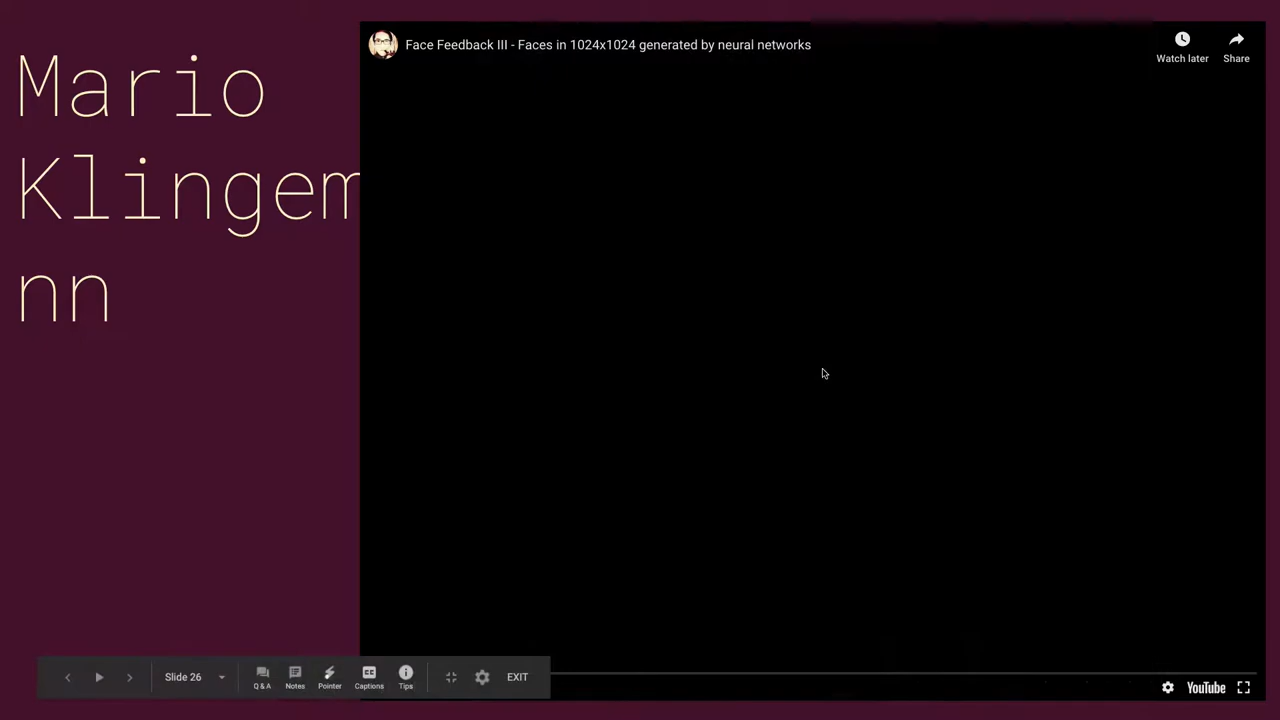 Mario
Klingem
nn
Face Feedback III - Faces in 1024x1024 generated by neural networks
Watch later
Share
Slide 26
Q & A
Notes
Pointer
CC
Captions
Tips
EXIT
YouTube